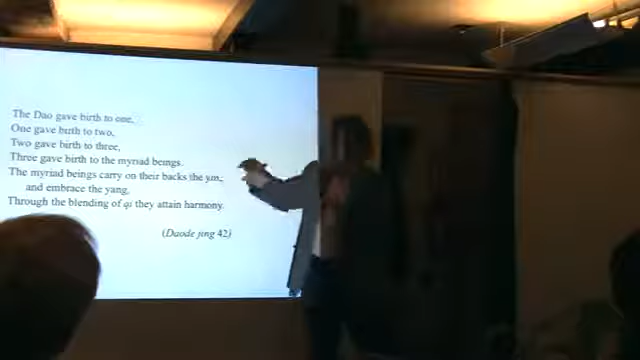 The Dao gave birth to one,
One gave birth to two,
Two gave birth to three,
Three gave birth to the myriad beings.
The myriad beings carry on their backs the yin,
and embrace the yang,
Through the blending of qi they attain harmony.
(Daode jing 42)